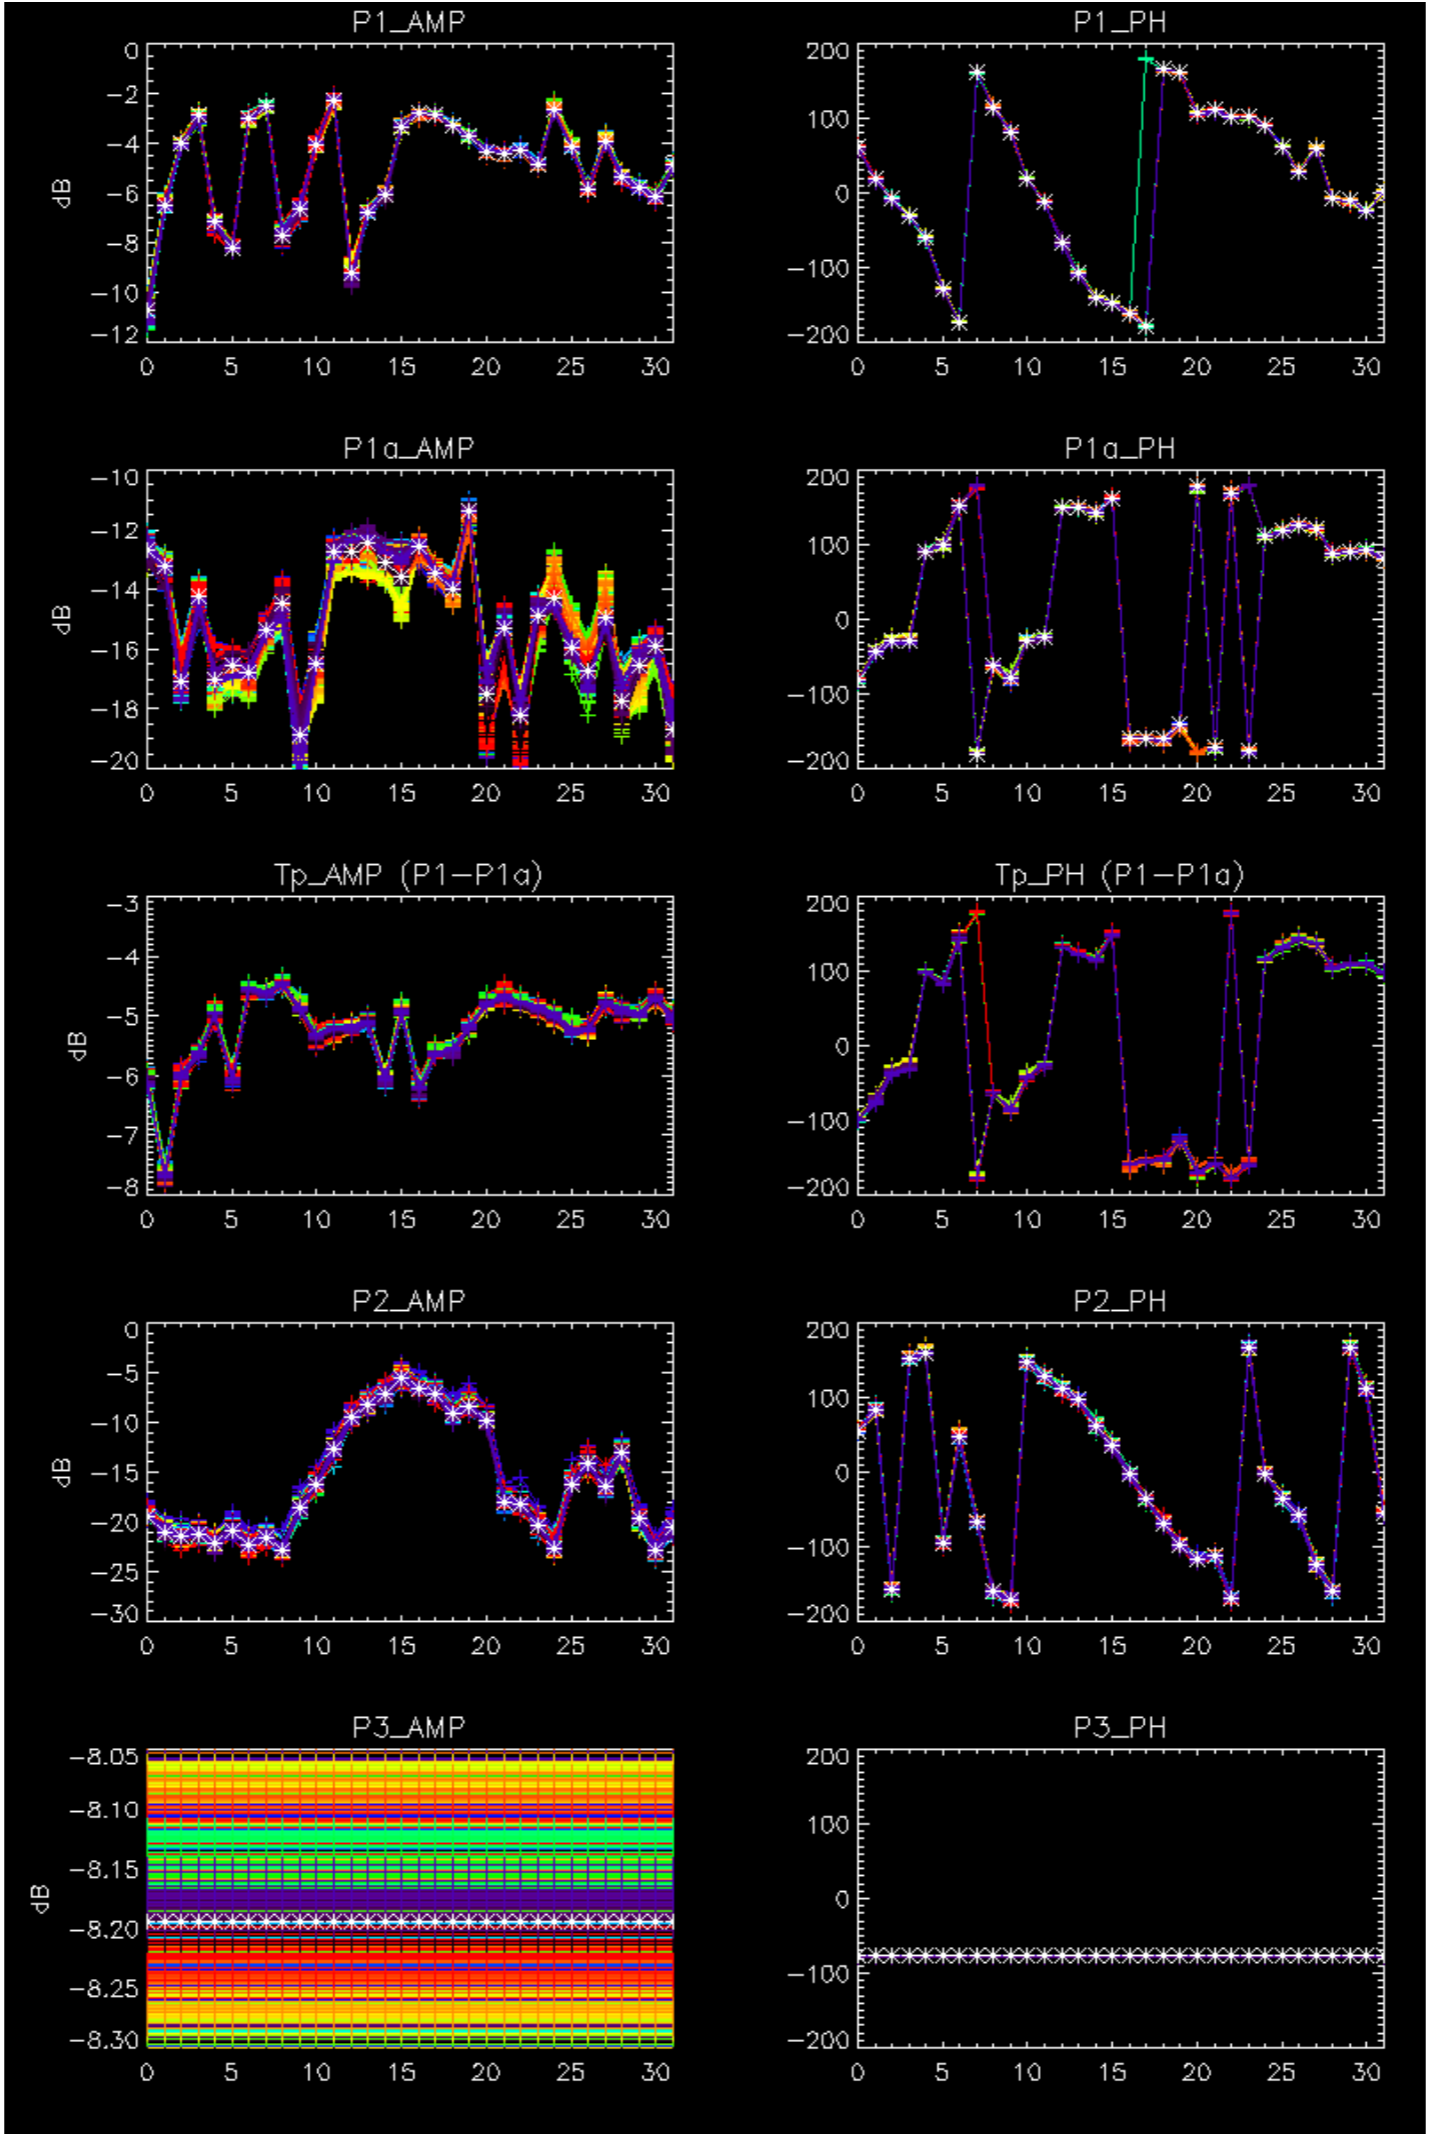 P1_AMP P1_PH
0 200
−2
−4 100
dB
−6 0
−8
−100
−10
−12 −200
0 5 10 15 20 25 30 0 5 10 15 20 25 30
P1a_AMP P1a_PH
−10 200
−12 100
−14
dB 0
−16
−100
−18
−20 −200
0 5 10 15 20 25 30 0 5 10 15 20 25 30
Tp_AMP (P1−P1a) Tp_PH (P1−P1a)
−3 200
−4 100
−5
dB 0
−6
−100
−7
−8 −200
0 5 10 15 20 25 30 0 5 10 15 20 25 30
P2_AMP P2_PH
0 200
−5
−10 100
dB
−15 0
−20
−100
−25
−30 −200
0 5 10 15 20 25 30 0 5 10 15 20 25 30
P3_AMP P3_PH
−8.05 200
−8.10 100
−8.15
dB 0
−8.20
−100
−8.25
−8.30 −200
0 5 10 15 20 25 30 0 5 10 15 20 25 30